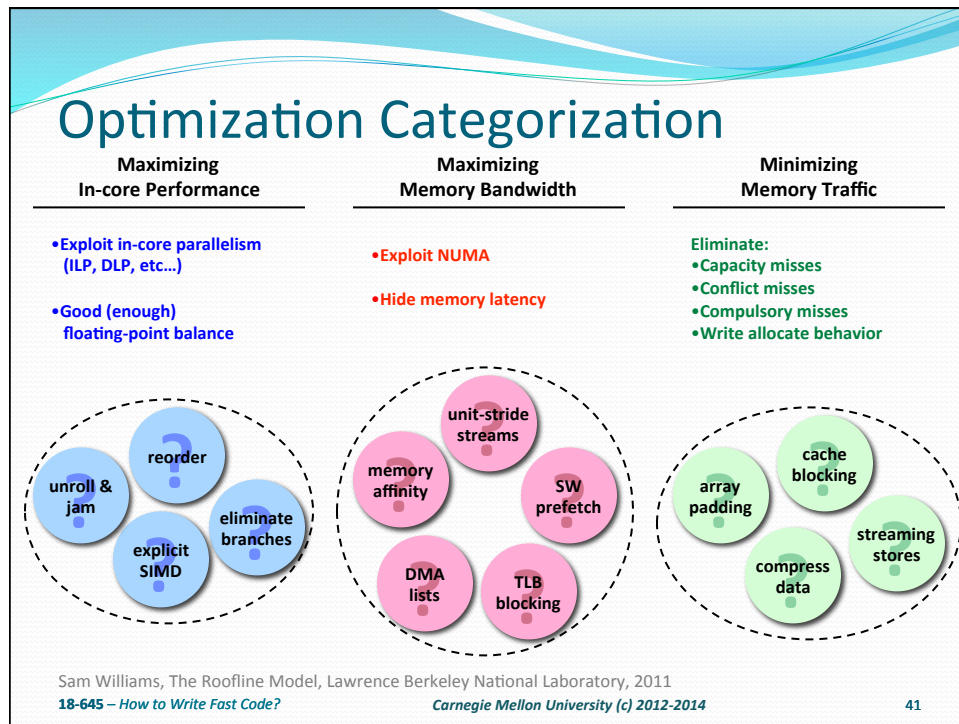 Optimization Categorization
Maximizing
In-core Performance
•Exploit in-core parallelism
(ILP, DLP, etc…)
•Good (enough)
floating-point balance
Maximizing
Memory Bandwidth
•Exploit NUMA
•Hide memory latency
Minimizing
Memory Traffic
Eliminate:
•Capacity misses
•Conflict misses
•Compulsory misses
•Write allocate behavior
?
reorder
?
unroll &
jam
?
explicit
SIMD
?
eliminate
branches
?
unit-stride
streams
?
memory
affinity
?
SW
prefetch
?
DMA
lists
?
TLB
blocking
?
cache
blocking
?
array
padding
?
streaming
stores
?
compress
data
Sam Williams, The Roofline Model, Lawrence Berkeley National Laboratory, 2011
18-645 – How to Write Fast Code?
Carnegie Mellon University (c) 2012-2014
41